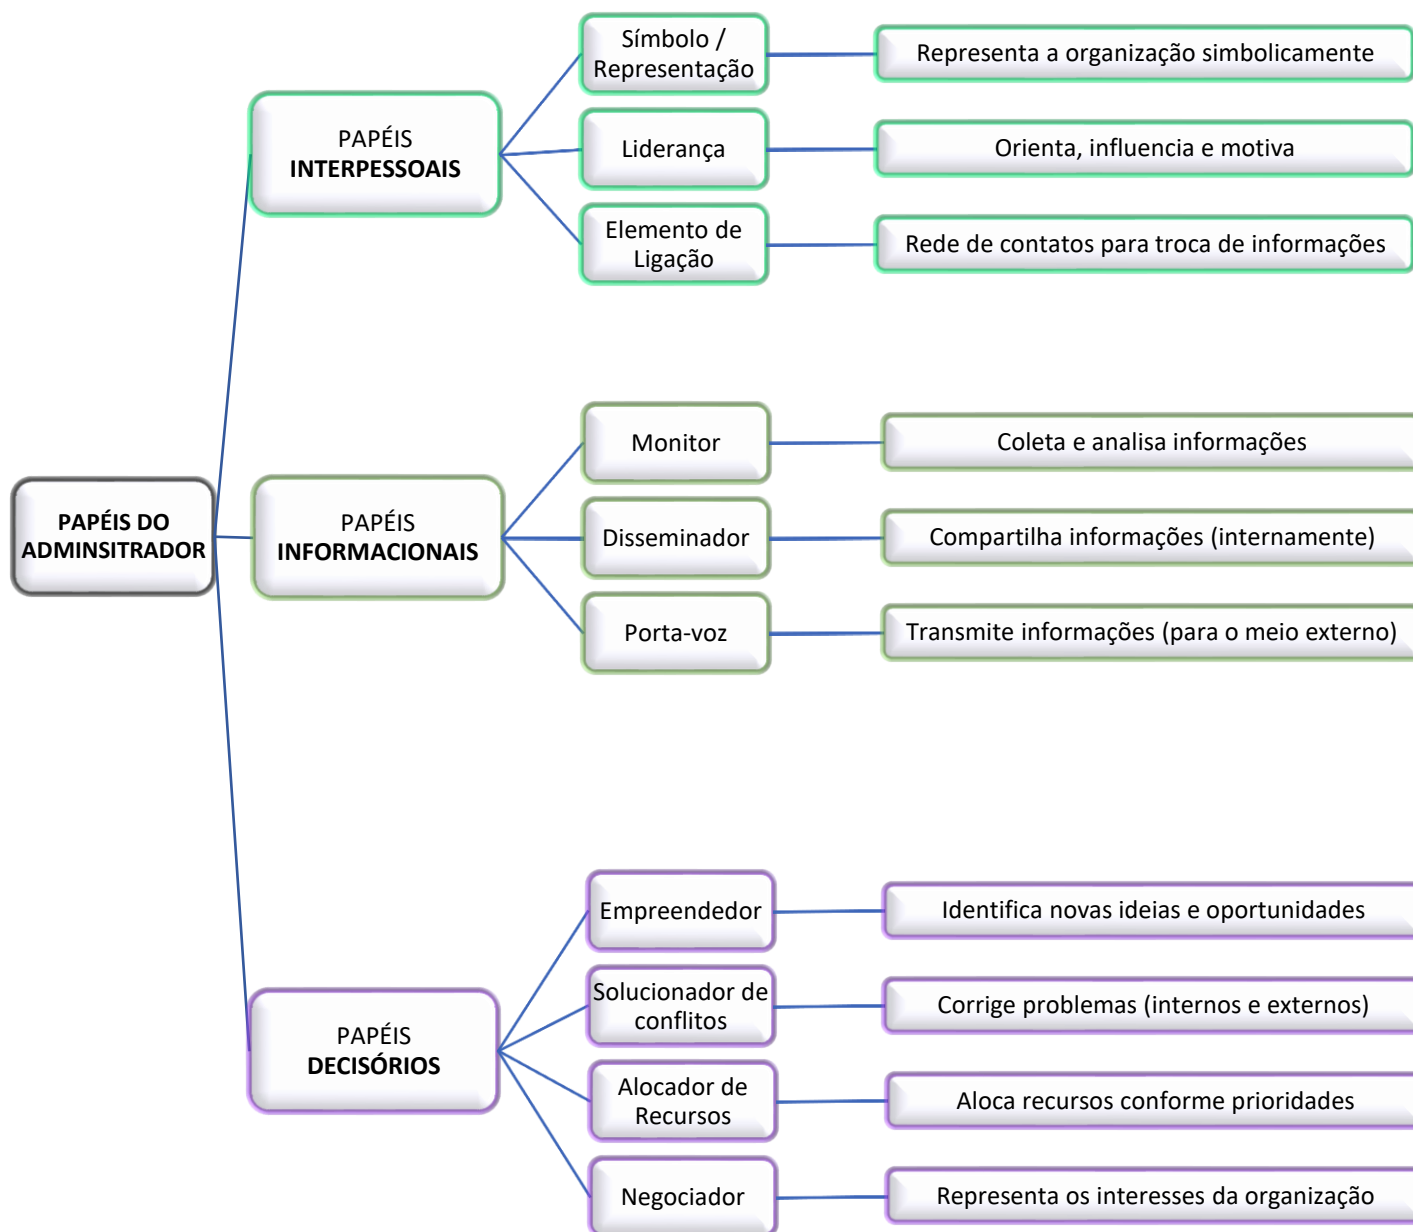 PAPÉIS DO
ADMINSITRADOR
PAPÉIS
INTERPESSOAIS
Símbolo /
Representação
Representa a organização simbolicamente
Liderança
Orienta, influencia e motiva
Elemento de
Ligação
Rede de contatos para troca de informações
PAPÉIS
INFORMACIONAIS
Monitor
Coleta e analisa informações
Disseminador
Compartilha informações (internamente)
Porta-voz
Transmite informações (para o meio externo)
PAPÉIS
DECISÓRIOS
Empreendedor
Identifica novas ideias e oportunidades
Solucionador de
conflitos
Corrige problemas (internos e externos)
Alocador de
Recursos
Aloca recursos conforme prioridades
Negociador
Representa os interesses da organização